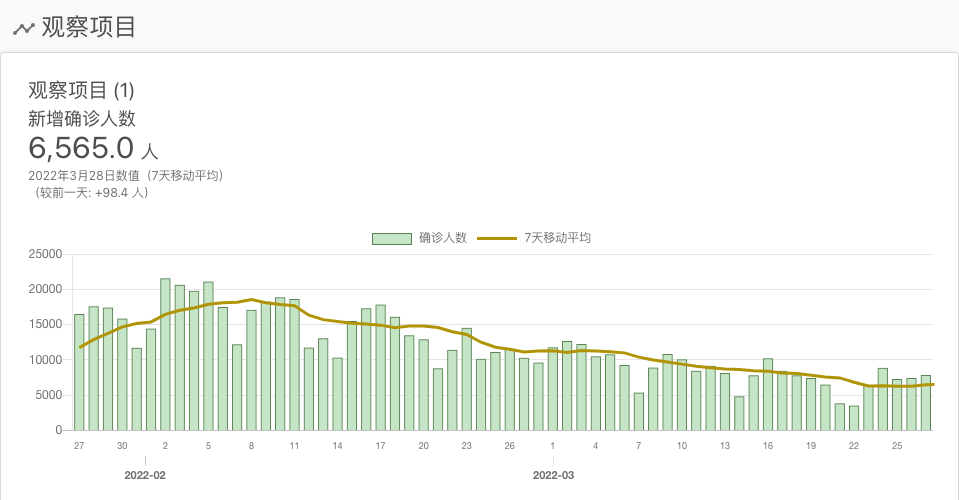 观察项目
观察项目 (1)
新增确诊人数
6,565.0 人
2022年3月28日数值（7天移动平均）
（较前一天: +98.4 人）
确诊人数 7天移动平均
25000
20000
15000
10000
5000
0
27 30 2 5 8 11 14 17 20 23 26 1 4 7 10 13 16 19 22 25
2022-02 2022-03